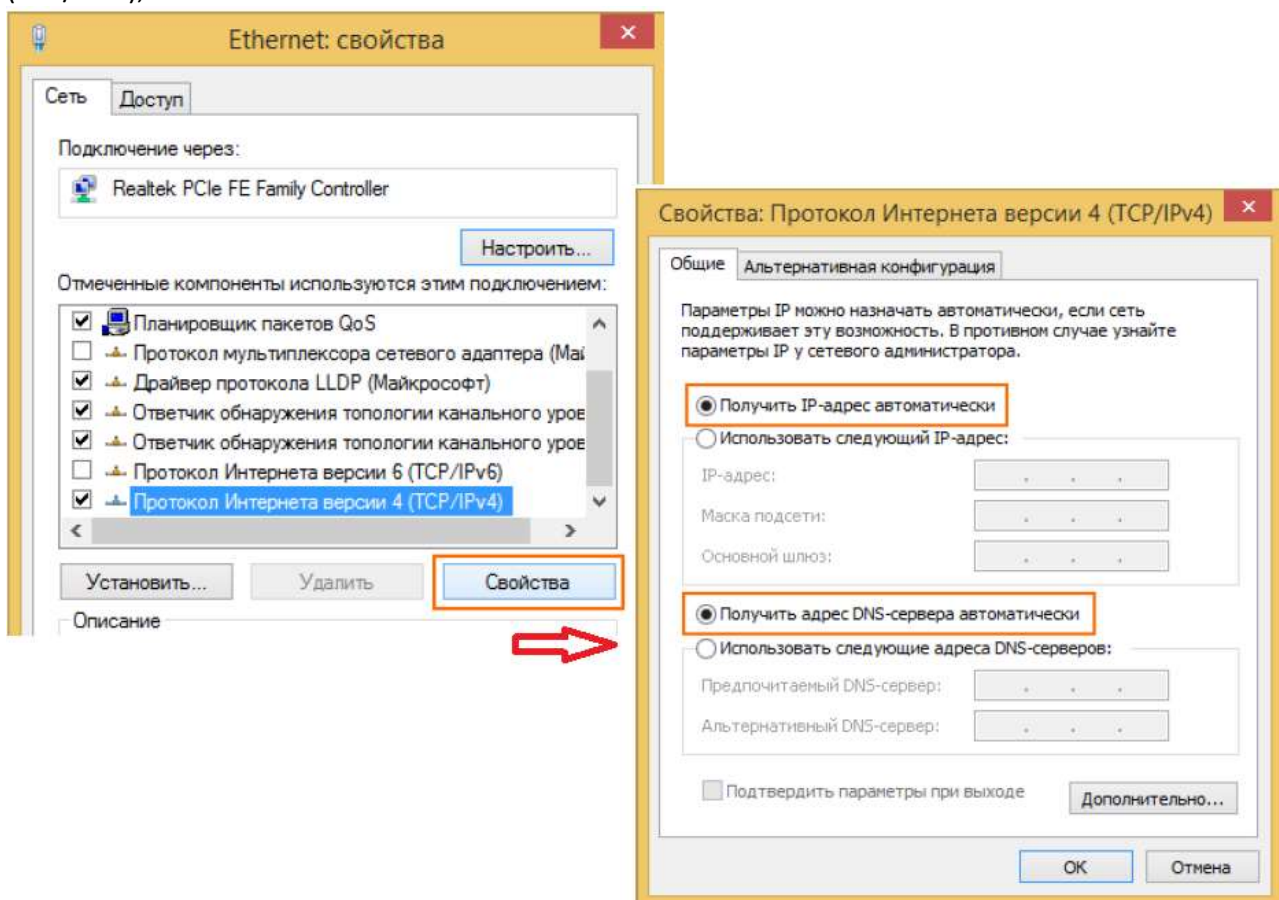 Ethernet: свойства
Сеть
Доступ
Подключение через:
Realtek PCIe FE Family Controller
Настроить...
Отмеченные компоненты используются этим подключением:
Планировщик пакетов QoS
Протокол мультиплексора сетевого адаптера (Май
Драйвер протокола LLDP (Майкрософт)
Ответчик обнаружения топологии канального уров
Ответчик обнаружения топологии канального уров
Протокол Интернета версии 6 (TCP/IPv6)
Протокол Интернета версии 4 (TCP/IPv4)
Установить...
Удалить
Свойства
Описание
Свойства: Протокол Интернета версии 4 (TCP/IPv4)
Общие
Альтернативная конфигурация
Параметры IP можно назначать автоматически, если сеть
поддерживает эту возможность. В противном случае узнайте
параметры IP у сетевого администратора.
Получить IP-адрес автоматически
Использовать следующий IP-адрес:
IP-адрес:
Маска подсети:
Основной шлюз:
Получить адрес DNS-сервера автоматически
Использовать следующие адреса DNS-серверов:
Предпочитаемый DNS-сервер:
Альтернативный DNS-сервер:
Подтвердить параметры при выходе
Дополнительно...
OK
Отмена